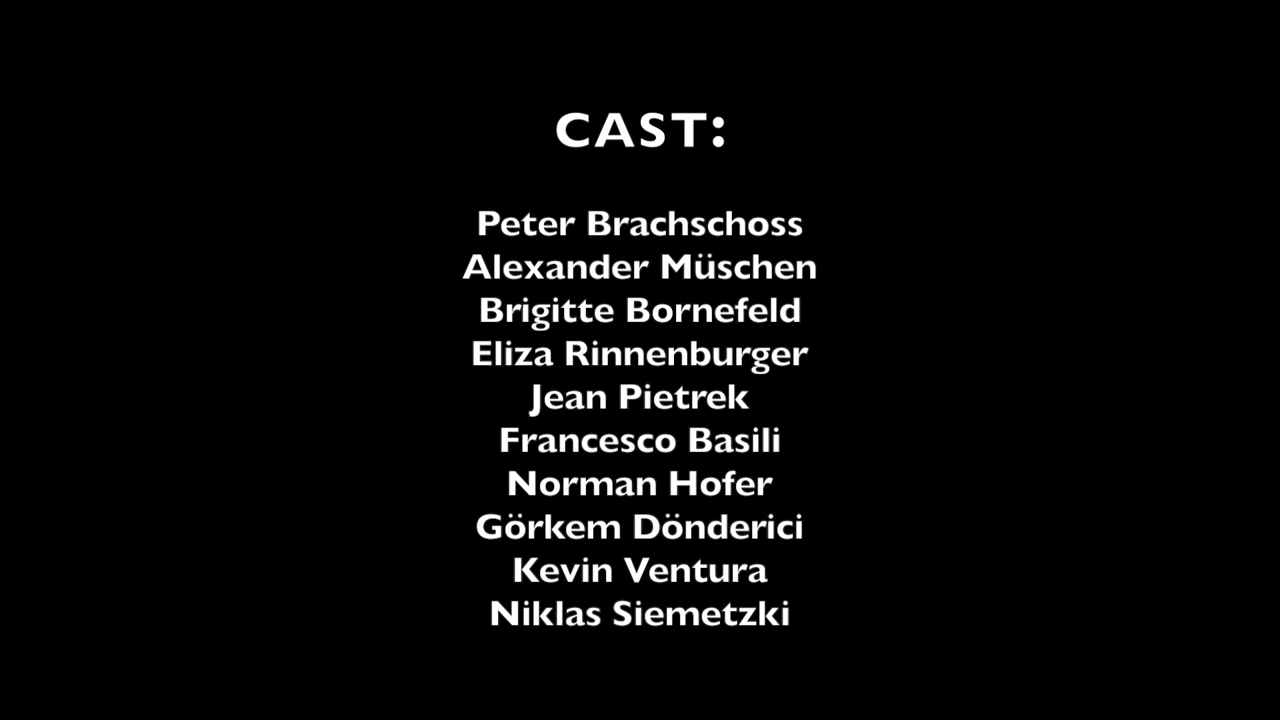 CAST:
Peter Brachschoss
Alexander Müschen
Brigitte Bornefeld
Eliza Rinnenburger
Jean Pietrek
Francesco Basili
Norman Hofer
Görkem Dönderici
Kevin Ventura
Niklas Siemetzki